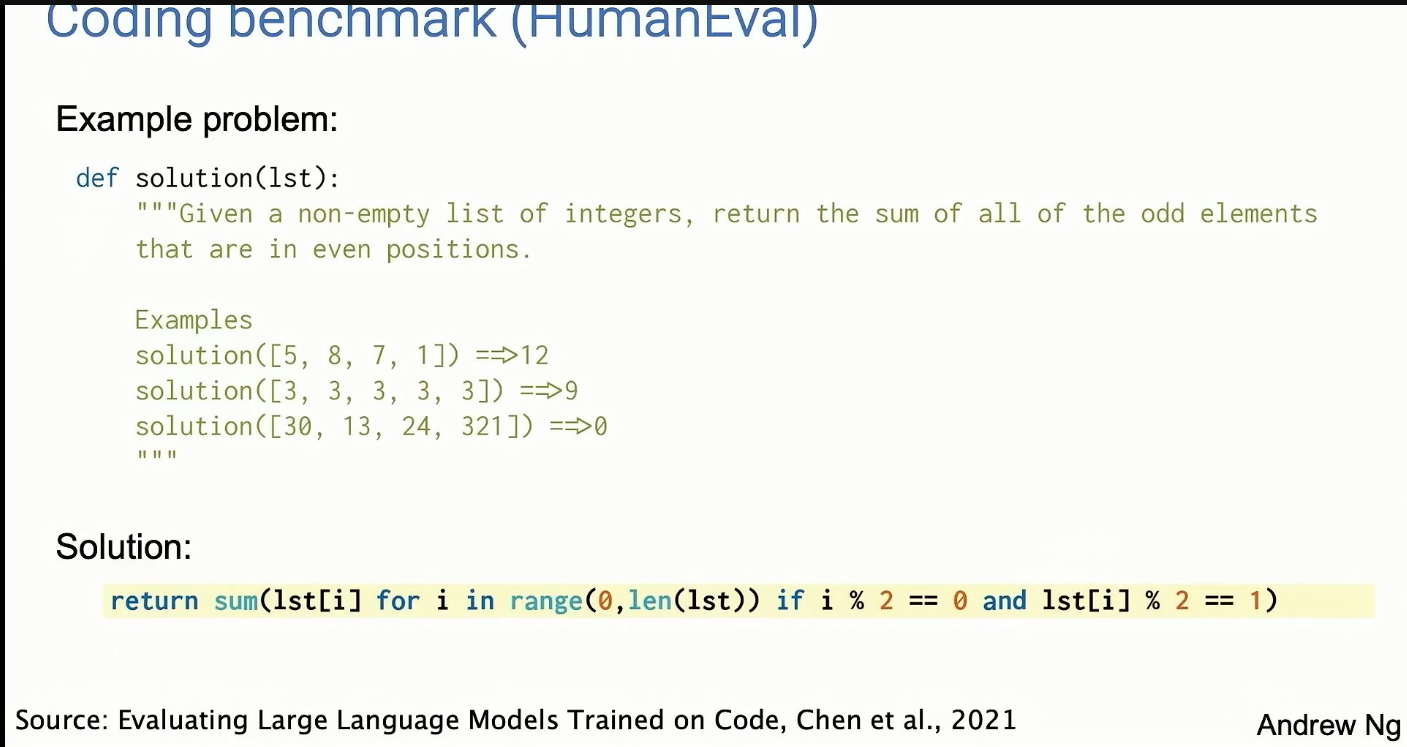 Coding benchmark (HumanEval)
Example problem:
def solution(lst):
"""Given a non-empty list of integers, return the sum of all of the odd elements
that are in even positions.
Examples
solution([5, 8, 7, 1]) ==>12
solution([3, 3, 3, 3, 3]) ==>9
solution([30, 13, 24, 321]) ==>0
"""
Solution:
return sum(lst[i] for i in range(0,len(lst)) if i % 2 == 0 and lst[i] % 2 == 1)
Source: Evaluating Large Language Models Trained on Code, Chen et al., 2021
Andrew Ng